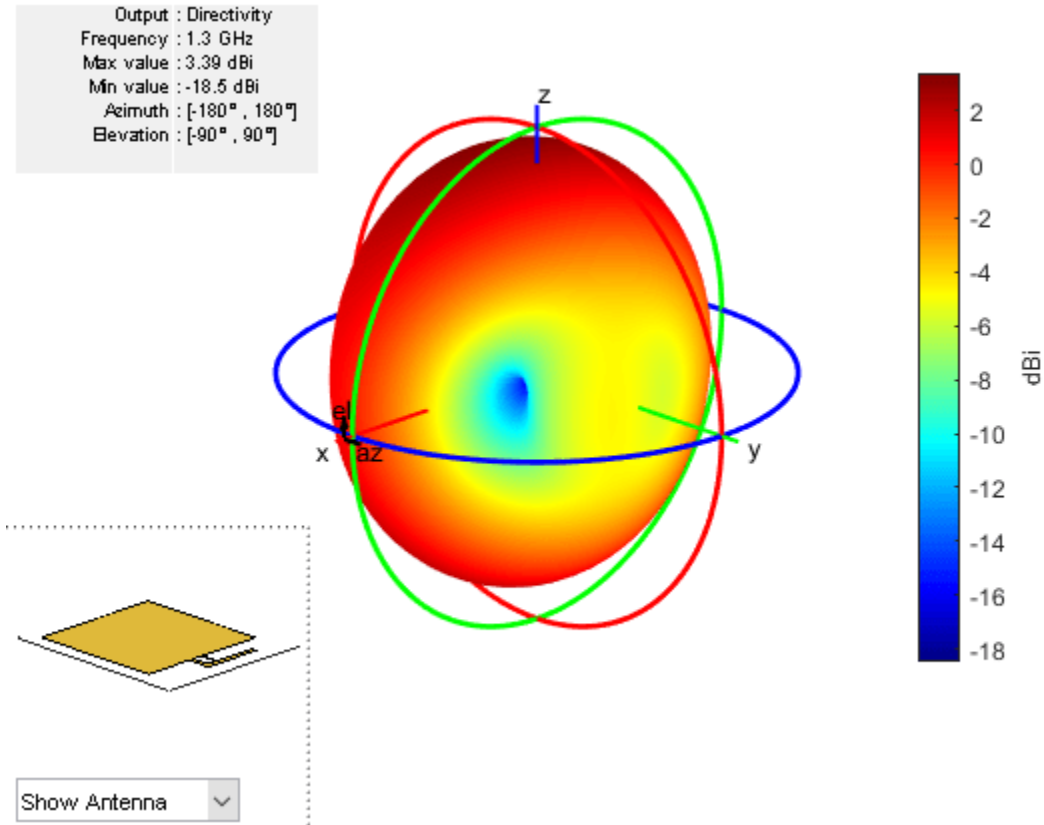 Output : Directivity
Frequency : 1.3 GHz
Max value : 3.39 dBi
Min value : -18.5 dBi
Azimuth : [-180° , 180°]
Elevation : [-90° , 90°]
z
x
el
az
y
2
0
-2
-4
-6
-8
-10
-12
-14
-16
-18
dBi
Show Antenna